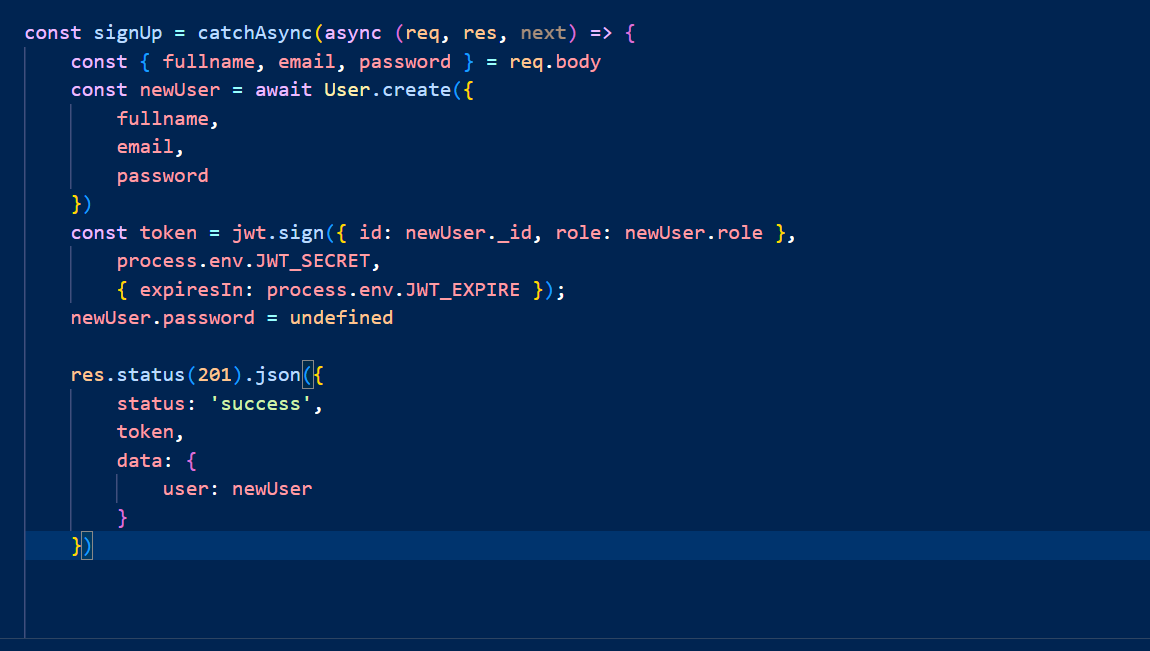 const signUp = catchAsync(async (req, res, next) => {
    const { fullname, email, password } = req.body
    const newUser = await User.create({
        fullname,
        email,
        password
    })
    const token = jwt.sign({ id: newUser._id, role: newUser.role },
        process.env.JWT_SECRET,
        { expiresIn: process.env.JWT_EXPIRE });
    newUser.password = undefined

    res.status(201).json({
        status: 'success',
        token,
        data: {
            user: newUser
        }
    })